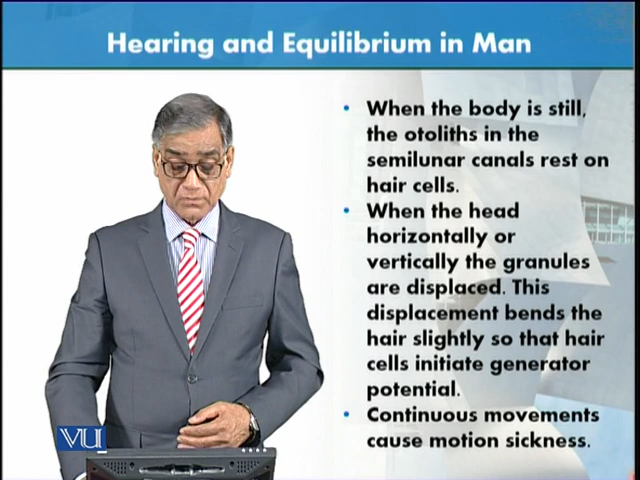 Hearing and Equilibrium in Man
• When the body is still,
the otoliths in the
semilunar canals rest on
hair cells.
• When the head
horizontally or
vertically the granules
are displaced. This
displacement bends the
hair slightly so that hair
cells initiate generator
potential.
• Continuous movements
cause motion sickness.
VU